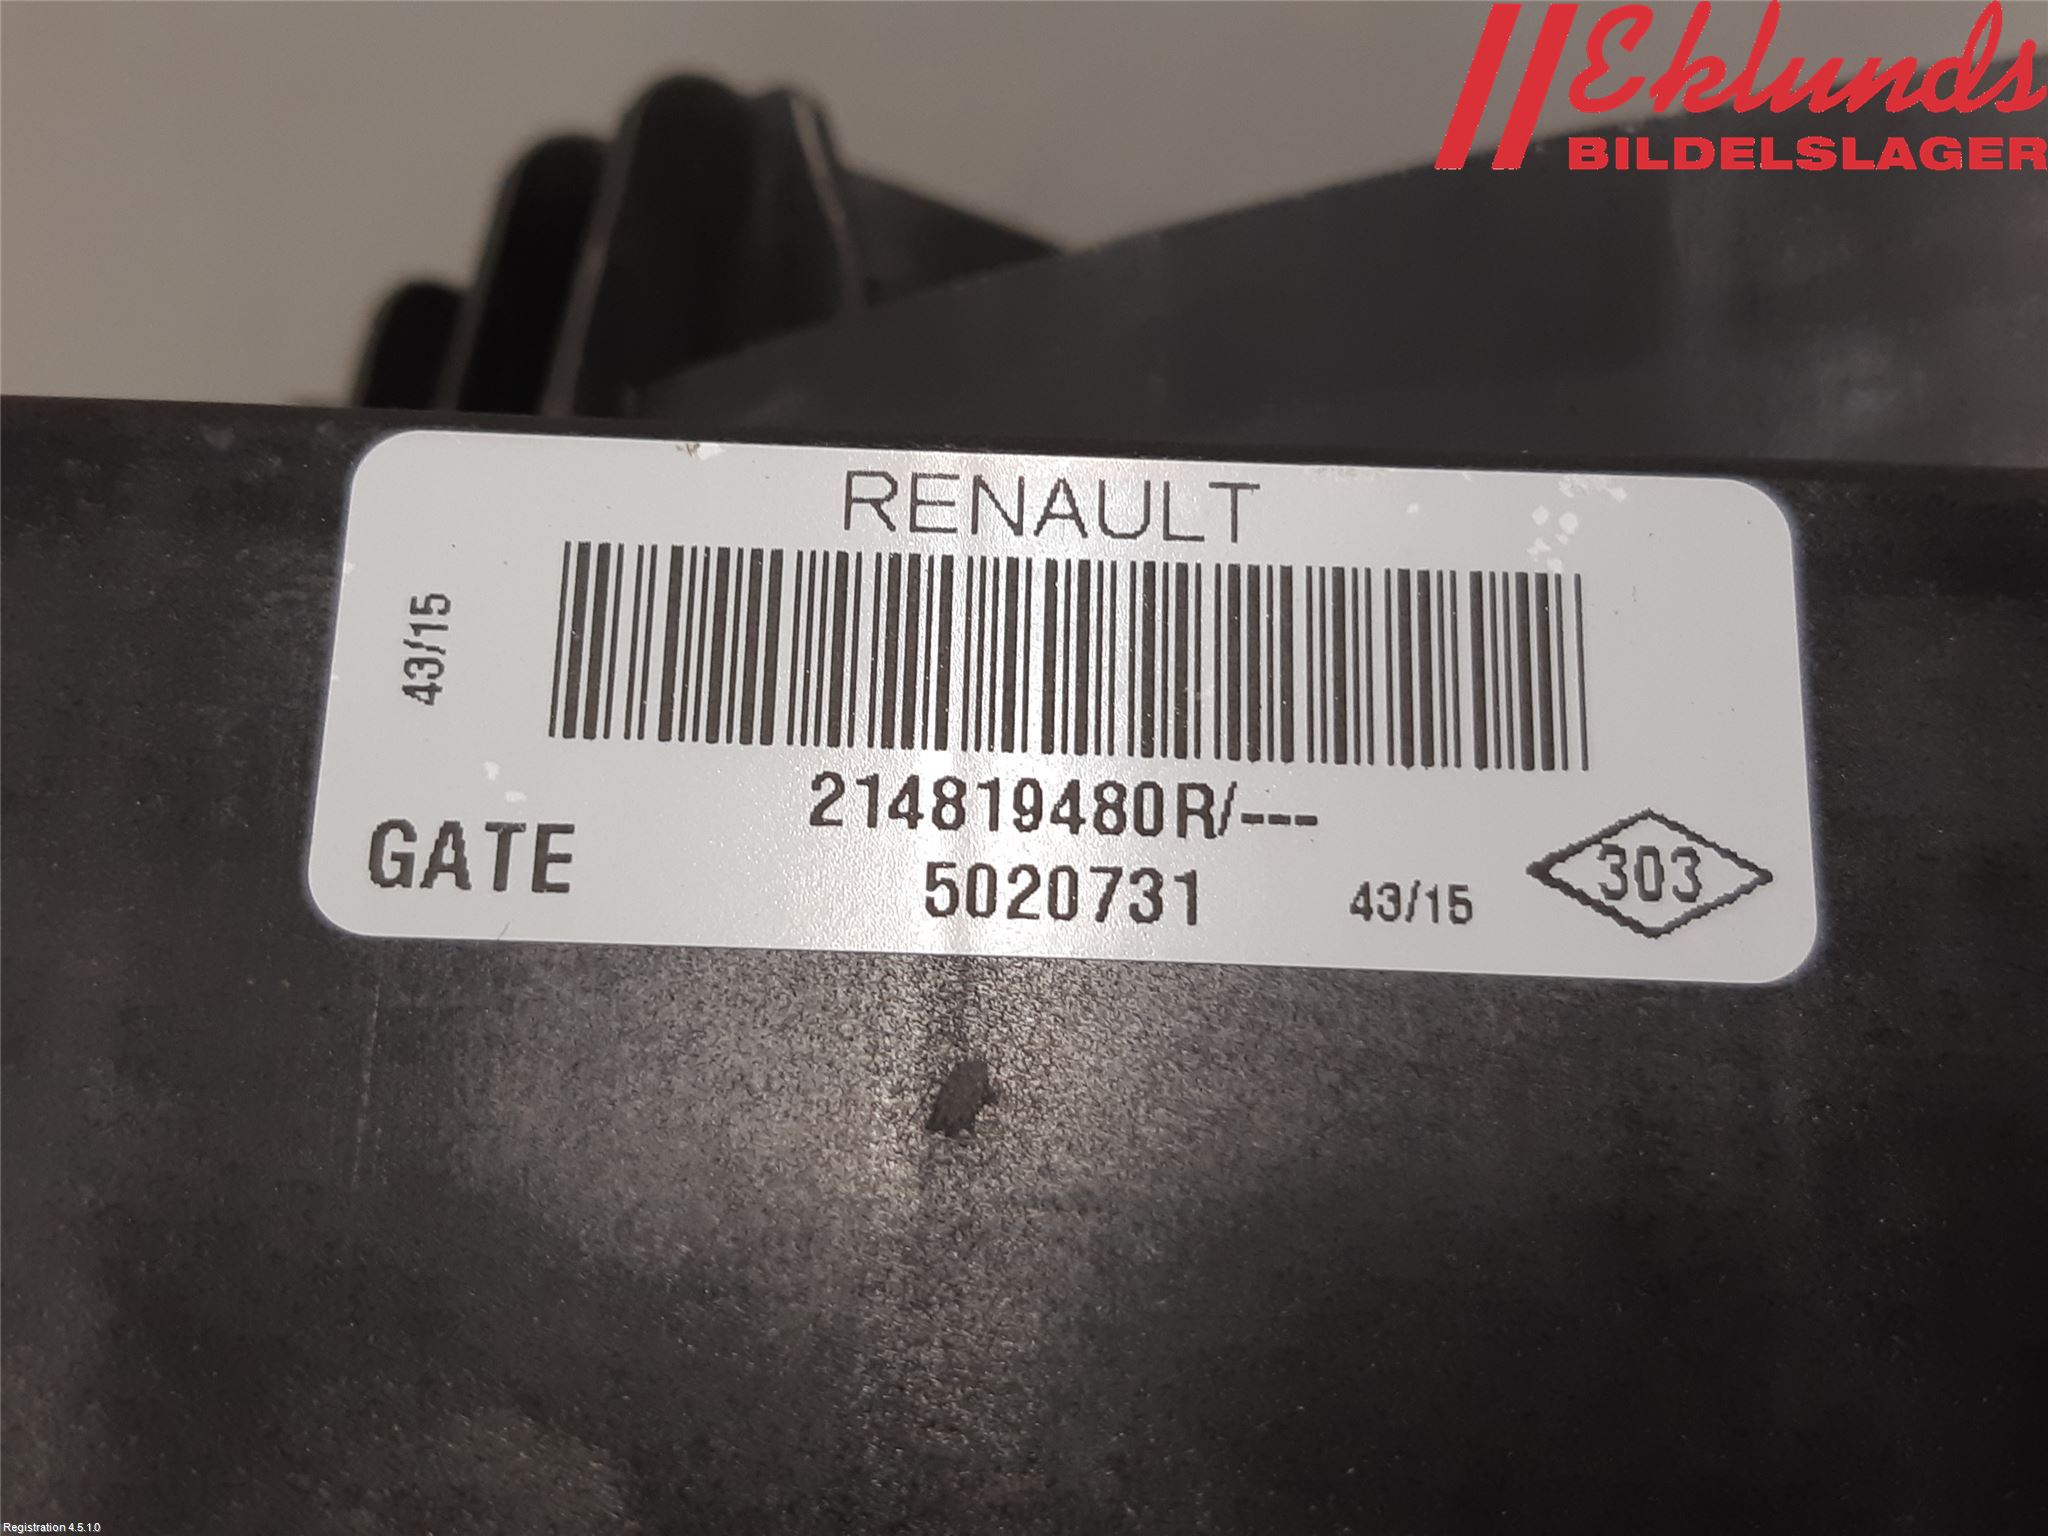 Eklunds
BILDELSLAGER
RENAULT
43/15
214819480R/---
GATE
5020731
43/15
303
Registration 4.5.1.0